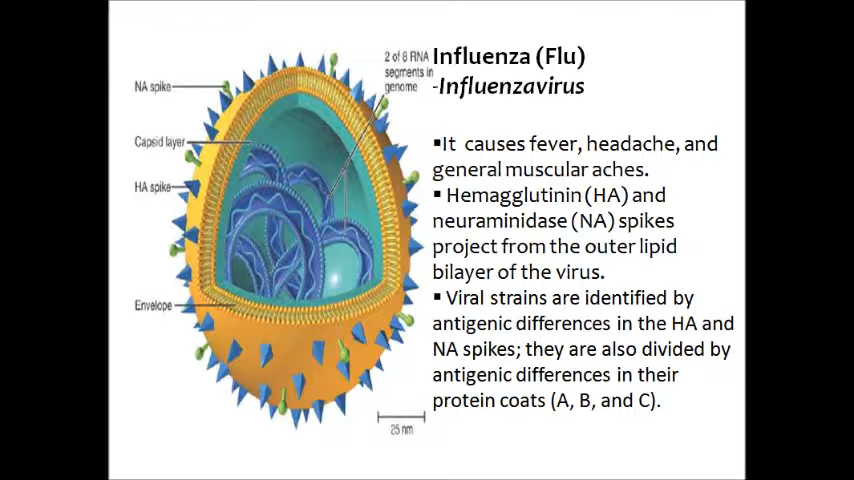 2 of 8 RNA
segments in
genome
NA spike
Capsid layer
HA spike
Envelope
25 nm
Influenza (Flu)
-Influenzavirus
▪It causes fever, headache, and
general muscular aches.
▪ Hemagglutinin (HA) and
neuraminidase (NA) spikes
project from the outer lipid
bilayer of the virus.
▪ Viral strains are identified by
antigenic differences in the HA and
NA spikes; they are also divided by
antigenic differences in their
protein coats (A, B, and C).